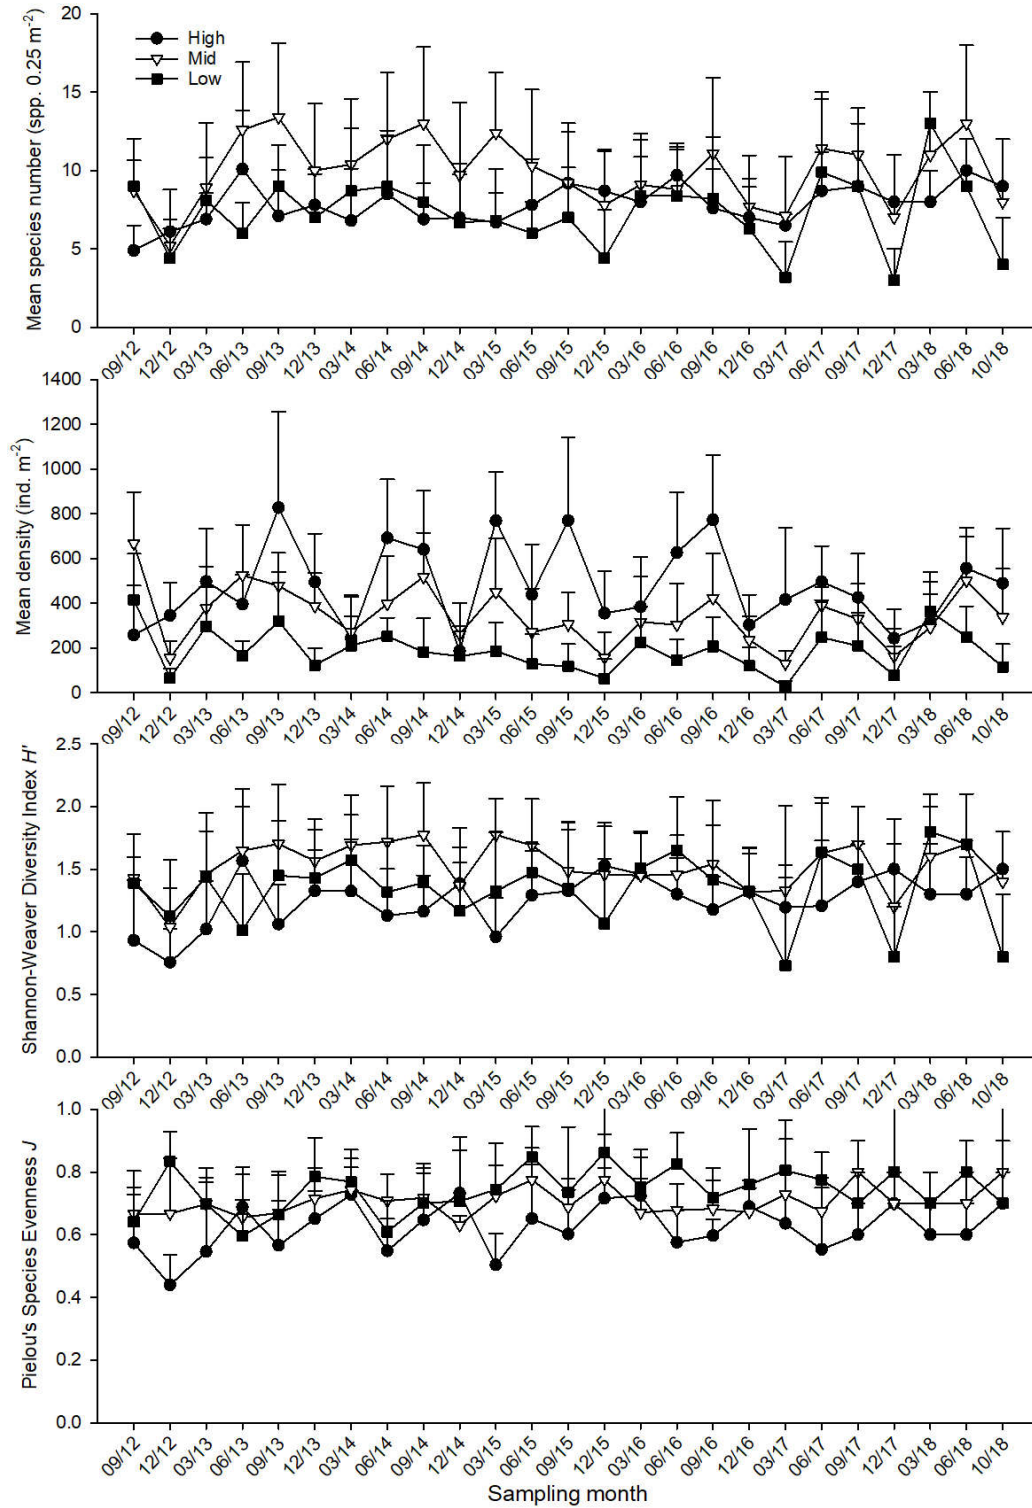 Mean species number (spp. 0.25 m⁻²)
20
15
10
5
0
High
Mid
Low
09/12 12/12 03/13 06/13 09/13 12/13 03/14 06/14 09/14 12/14 03/15 06/15 09/15 12/15 03/16 06/16 09/16 12/16 03/17 06/17 09/17 12/17 03/18 06/18 10/18
Mean density (ind. m⁻²)
1400
1200
1000
800
600
400
200
0
09/12 12/12 03/13 06/13 09/13 12/13 03/14 06/14 09/14 12/14 03/15 06/15 09/15 12/15 03/16 06/16 09/16 12/16 03/17 06/17 09/17 12/17 03/18 06/18 10/18
Shannon-Weaver Diversity Index H'
2.5
2.0
1.5
1.0
0.5
0.0
09/12 12/12 03/13 06/13 09/13 12/13 03/14 06/14 09/14 12/14 03/15 06/15 09/15 12/15 03/16 06/16 09/16 12/16 03/17 06/17 09/17 12/17 03/18 06/18 10/18
Pielou's Species Evenness J
1.0
0.8
0.6
0.4
0.2
0.0
09/12 12/12 03/13 06/13 09/13 12/13 03/14 06/14 09/14 12/14 03/15 06/15 09/15 12/15 03/16 06/16 09/16 12/16 03/17 06/17 09/17 12/17 03/18 06/18 10/18
Sampling month